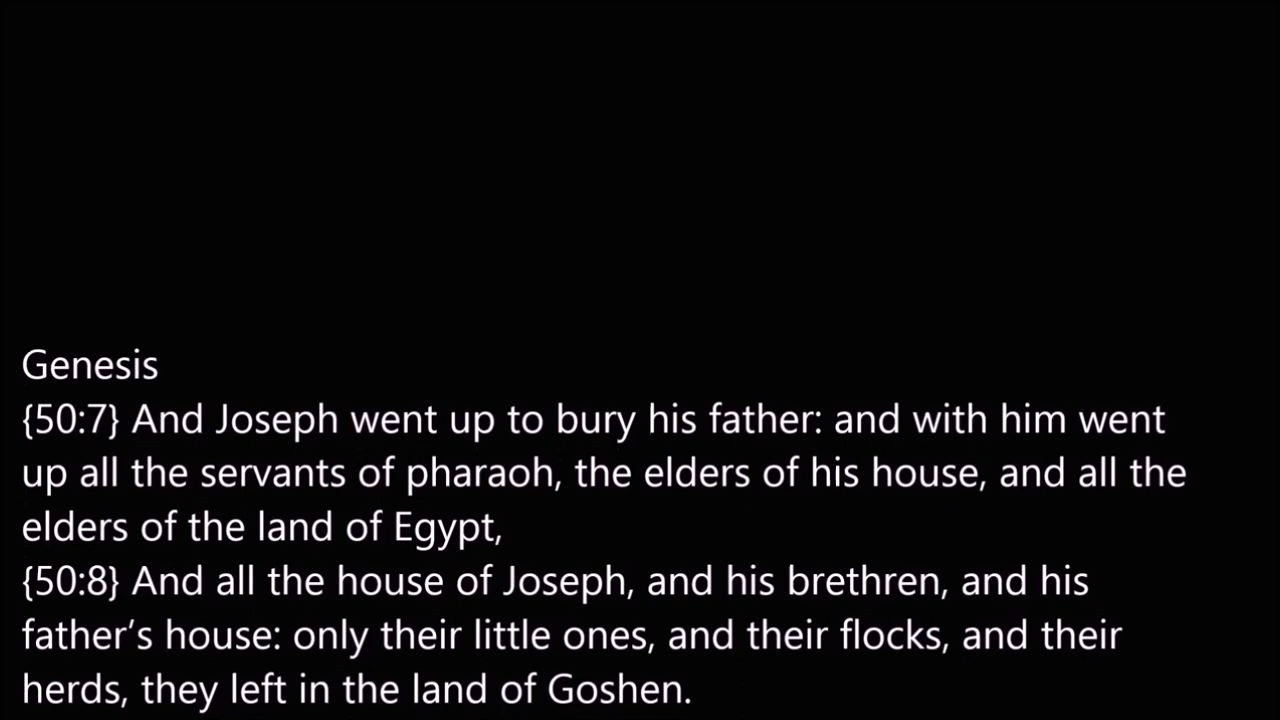 Genesis
{50:7} And Joseph went up to bury his father: and with him went
up all the servants of pharaoh, the elders of his house, and all the
elders of the land of Egypt,
{50:8} And all the house of Joseph, and his brethren, and his
father’s house: only their little ones, and their flocks, and their
herds, they left in the land of Goshen.